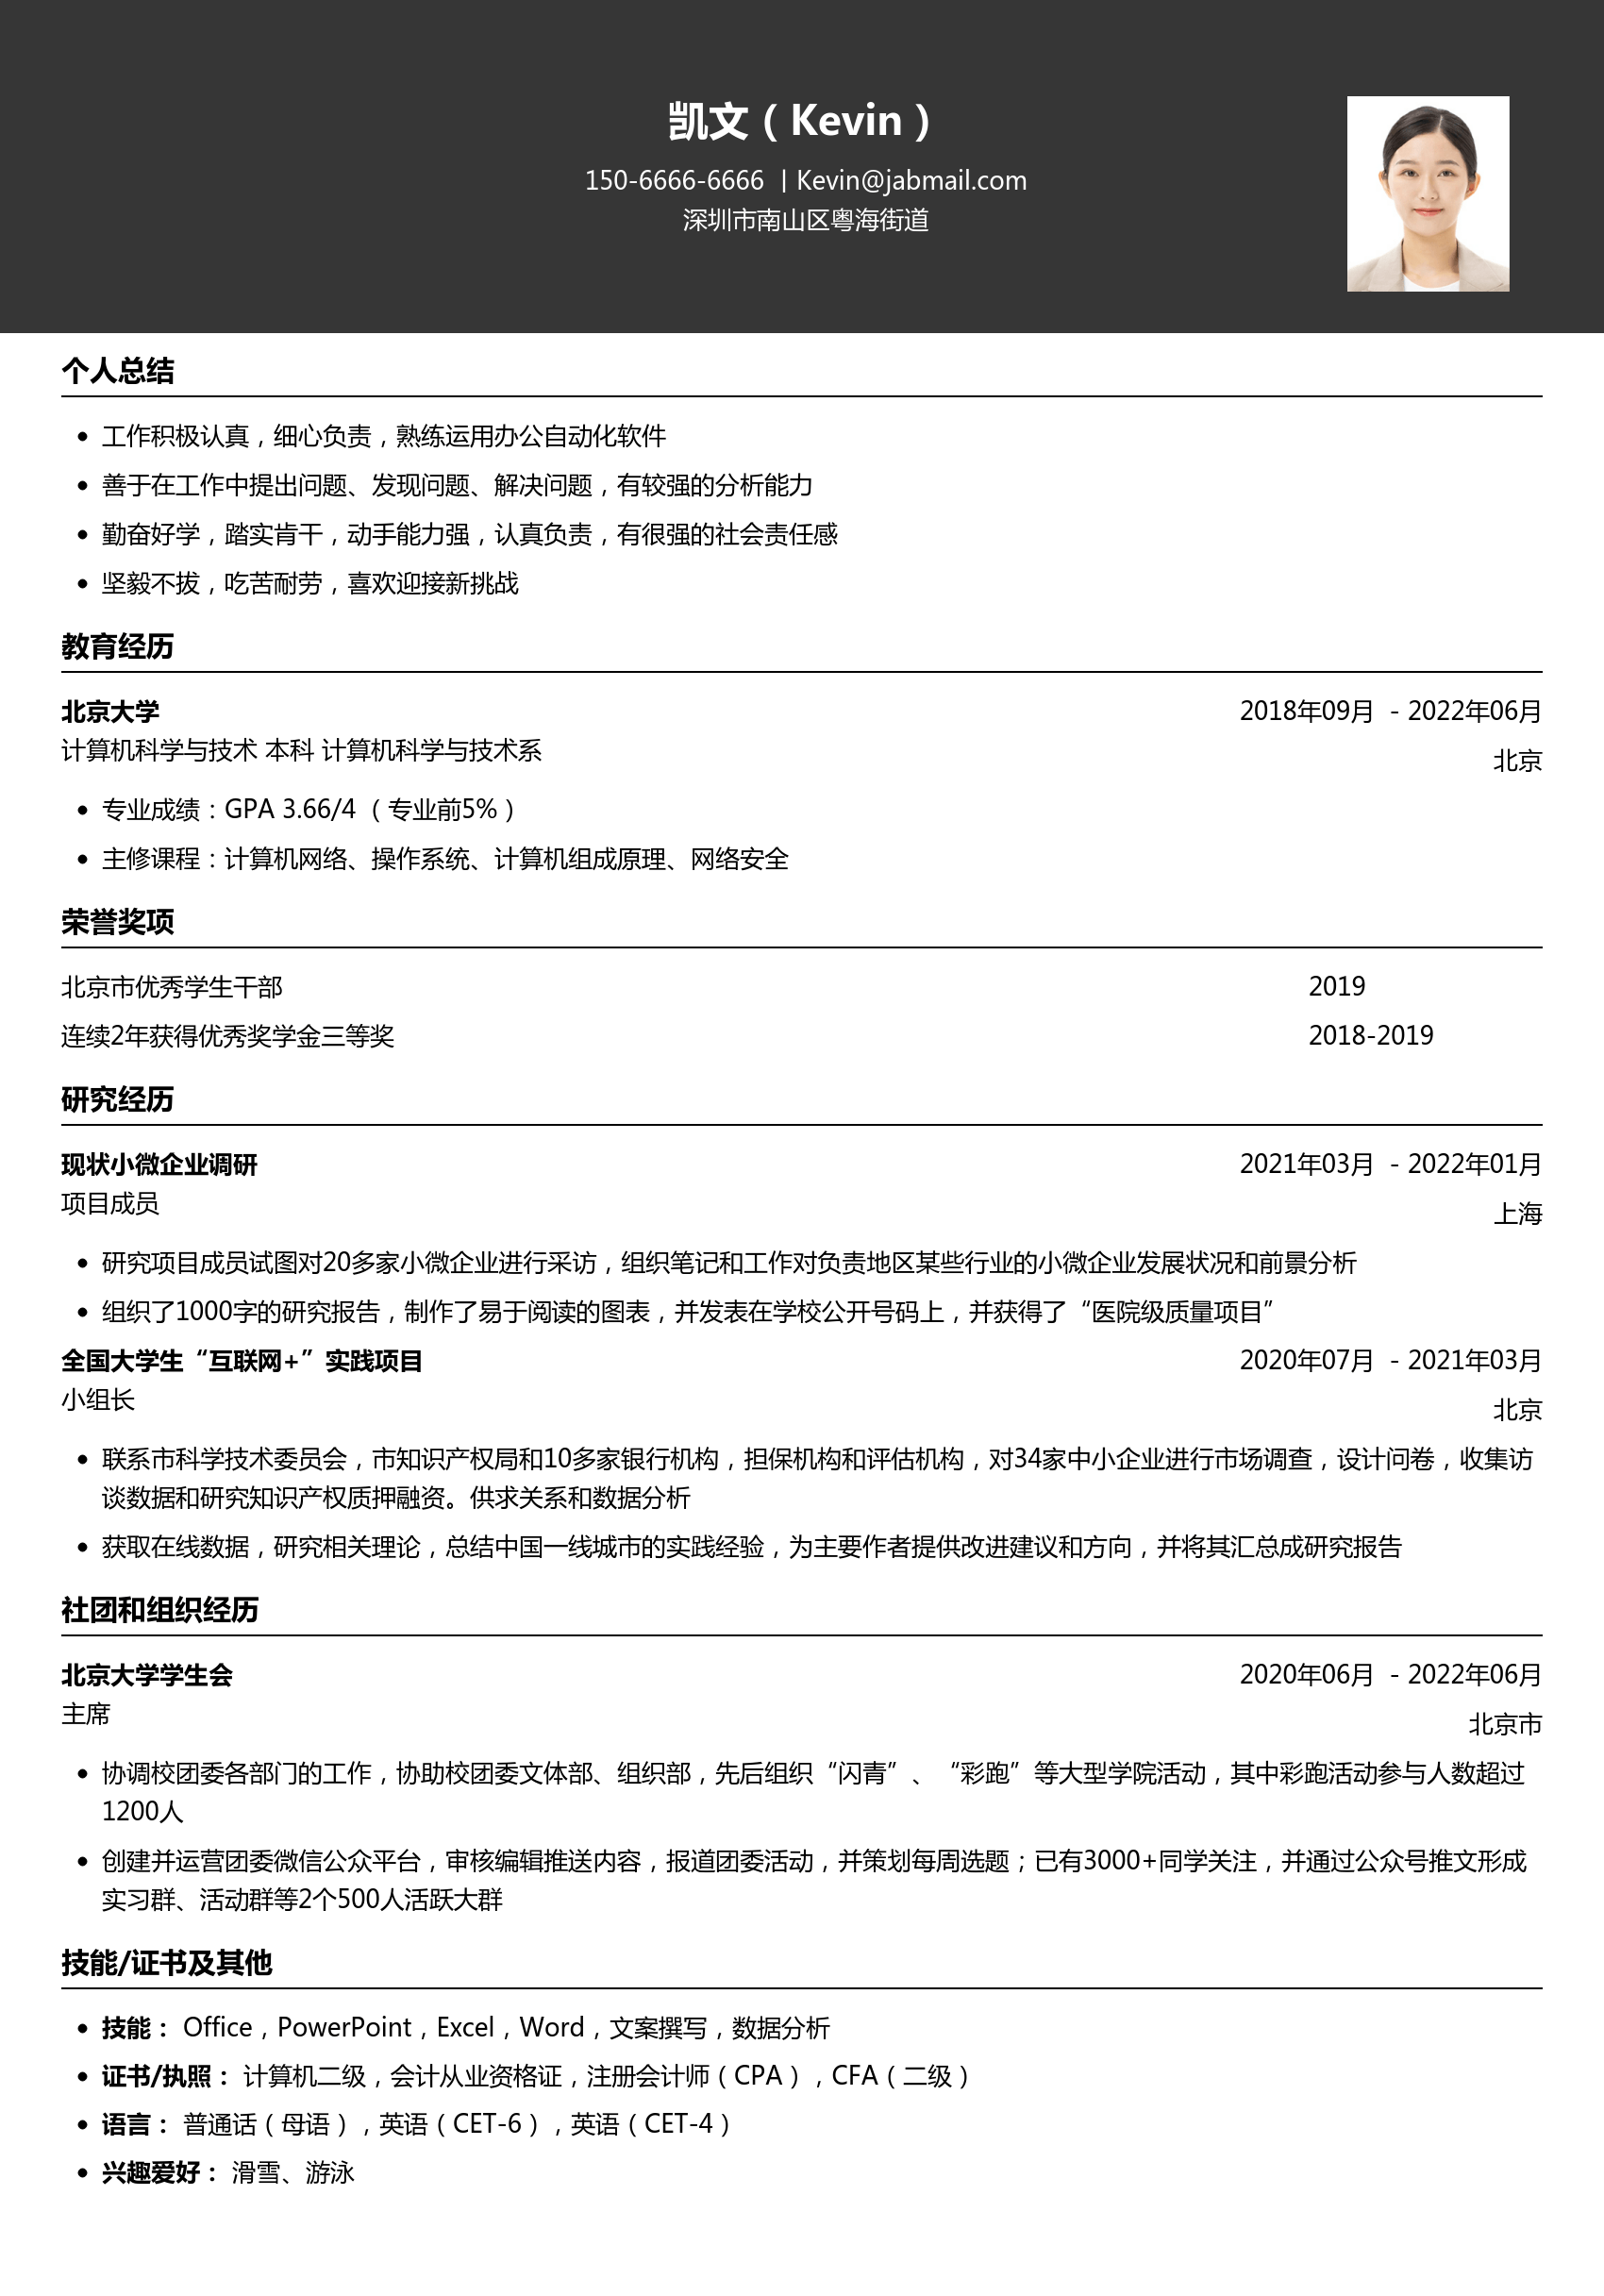 凯文（Kevin）
150-6666-6666 | Kevin@jabmail.com
深圳市南山区粤海街道
个人总结
• 工作积极认真，细心负责，熟练运用办公自动化软件
• 善于在工作中提出问题、发现问题、解决问题，有较强的分析能力
• 勤奋好学，踏实肯干，动手能力强，认真负责，有很强的社会责任感
• 坚毅不拔，吃苦耐劳，喜欢迎接新挑战
教育经历
北京大学 2018年09月 - 2022年06月
计算机科学与技术 本科 计算机科学与技术系 北京
• 专业成绩：GPA 3.66/4 （专业前5%）
• 主修课程：计算机网络、操作系统、计算机组成原理、网络安全
荣誉奖项
北京市优秀学生干部 2019
连续2年获得优秀奖学金三等奖 2018-2019
研究经历
现状小微企业调研 2021年03月 - 2022年01月
项目成员 上海
• 研究项目成员试图对20多家小微企业进行采访，组织笔记和工作对负责地区某些行业的小微企业发展状况和前景分析
• 组织了1000字的研究报告，制作了易于阅读的图表，并发表在学校公开号码上，并获得了“医院级质量项目”
全国大学生“互联网+”实践项目 2020年07月 - 2021年03月
小组长 北京
• 联系市科学技术委员会，市知识产权局和10多家银行机构，担保机构和评估机构，对34家中小企业进行市场调查，设计问卷，收集访
谈数据和研究知识产权质押融资。供求关系和数据分析
• 获取在线数据，研究相关理论，总结中国一线城市的实践经验，为主要作者提供改进建议和方向，并将其汇总成研究报告
社团和组织经历
北京大学学生会 2020年06月 - 2022年06月
主席 北京市
• 协调校团委各部门的工作，协助校团委文体部、组织部，先后组织“闪青”、“彩跑”等大型学院活动，其中彩跑活动参与人数超过
1200人
• 创建并运营团委微信公众平台，审核编辑推送内容，报道团委活动，并策划每周选题；已有3000+同学关注，并通过公众号推文形成
实习群、活动群等2个500人活跃大群
技能/证书及其他
• 技能： Office，PowerPoint，Excel，Word，文案撰写，数据分析
• 证书/执照： 计算机二级，会计从业资格证，注册会计师（CPA），CFA（二级）
• 语言： 普通话（母语），英语（CET-6），英语（CET-4）
• 兴趣爱好： 滑雪、游泳